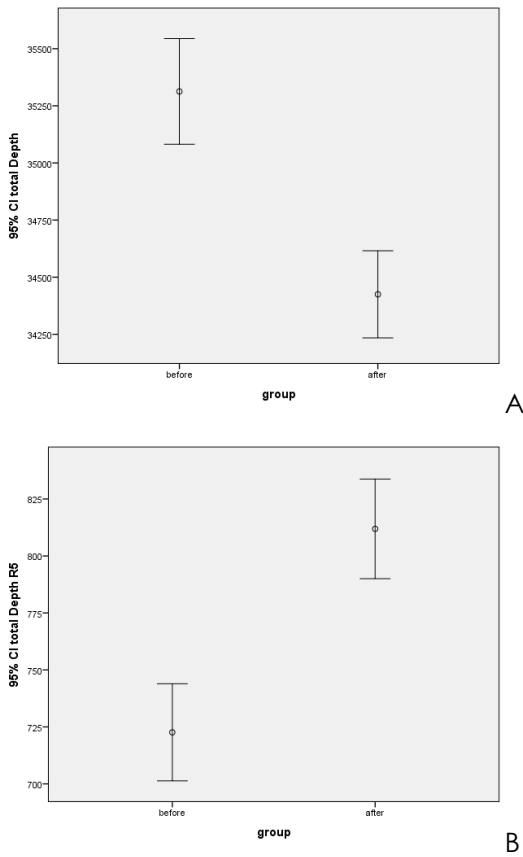 95% CI total Depth
35500
35250
35000
34750
34500
34250
before after
group
A
95% CI total Depth R5
825
800
775
750
725
700
before after
group
B